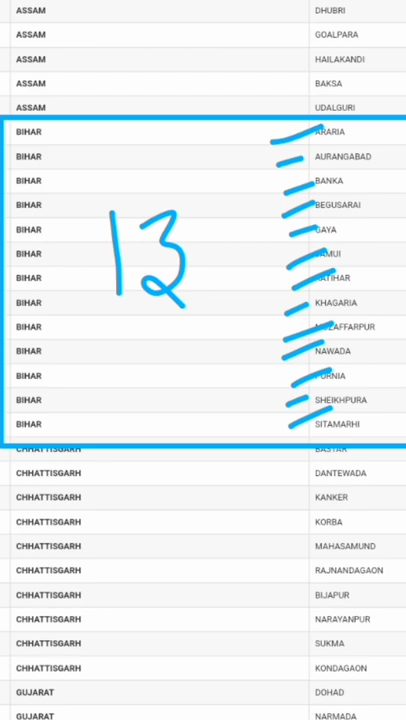 ASSAM DHUBRI
ASSAM GOALPARA
ASSAM HAILAKANDI
ASSAM BAKSA
ASSAM UDALGURI
BIHAR ARARIA
BIHAR AURANGABAD
BIHAR BANKA
BIHAR BEGUSARAI
BIHAR GAYA
BIHAR JAMUI
BIHAR KATIHAR
BIHAR KHAGARIA
BIHAR MUZAFFARPUR
BIHAR NAWADA
BIHAR PURNIA
BIHAR SHEIKHPURA
BIHAR SITAMARHI
13
CHHATTISGARH BASTAR
CHHATTISGARH DANTEWADA
CHHATTISGARH KANKER
CHHATTISGARH KORBA
CHHATTISGARH MAHASAMUND
CHHATTISGARH RAJNANDAGAON
CHHATTISGARH BIJAPUR
CHHATTISGARH NARAYANPUR
CHHATTISGARH SUKMA
CHHATTISGARH KONDAGAON
GUJARAT DOHAD
GUJARAT NARMADA